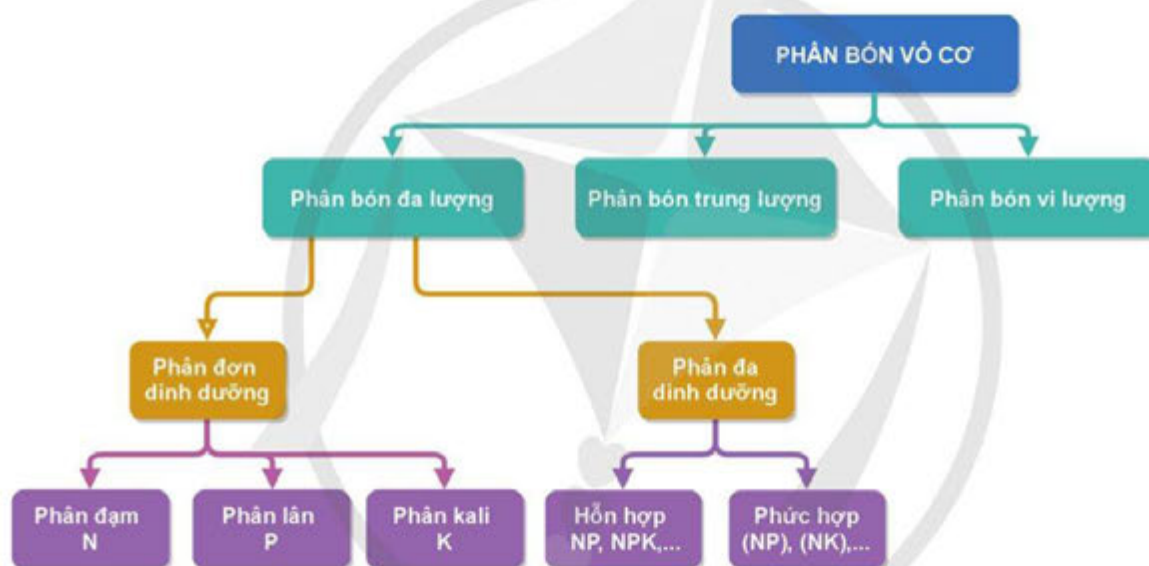 PHÂN BÓN VÔ CƠ
Phân bón đa lượng
Phân bón trung lượng
Phân bón vi lượng
Phân đơn
dinh dưỡng
Phân đa
dinh dưỡng
Phân đạm
N
Phân lân
P
Phân kali
K
Hỗn hợp
NP, NPK,...
Phức hợp
(NP), (NK),...